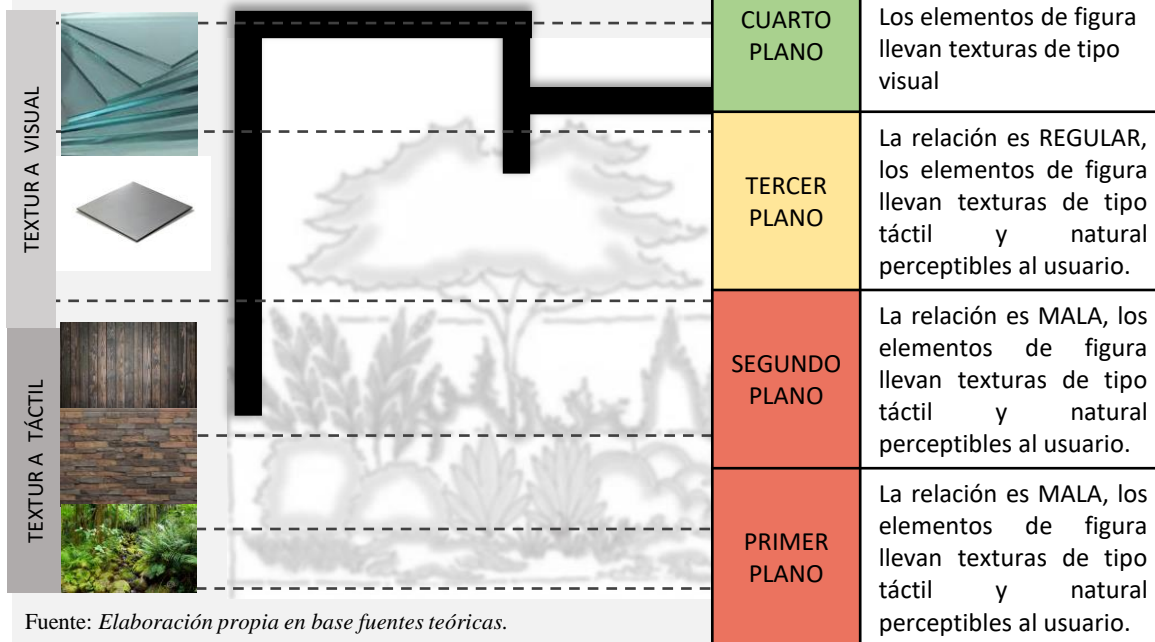 TEXTUR A VISUAL
TEXTUR A TÁCTIL
CUARTO
PLANO
Los elementos de figura
llevan texturas de tipo
visual
TERCER
PLANO
La relación es REGULAR,
los elementos de figura
llevan texturas de tipo
táctil y natural
perceptibles al usuario.
SEGUNDO
PLANO
La relación es MALA, los
elementos de figura
llevan texturas de tipo
táctil y natural
perceptibles al usuario.
PRIMER
PLANO
La relación es MALA, los
elementos de figura
llevan texturas de tipo
táctil y natural
perceptibles al usuario.
Fuente: Elaboración propia en base fuentes teóricas.